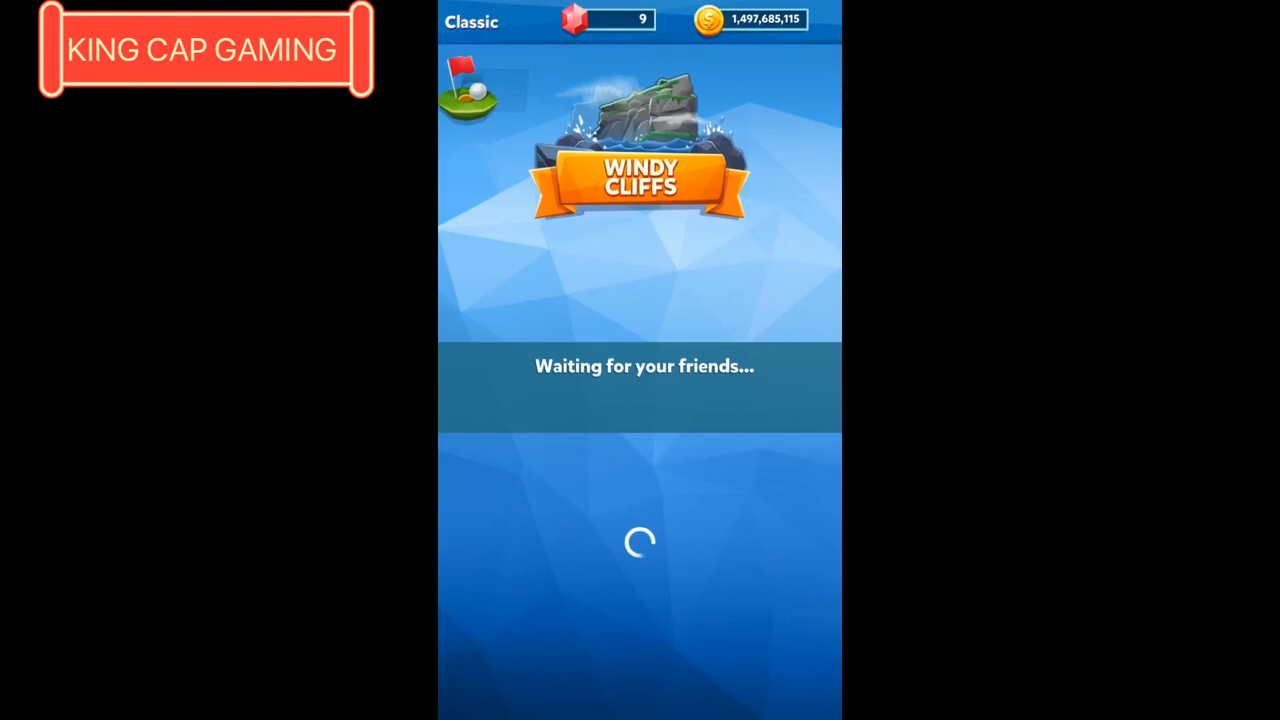 KING CAP GAMING
Classic
9
1,497,685,115
WINDY
CLIFFS
Waiting for your friends...